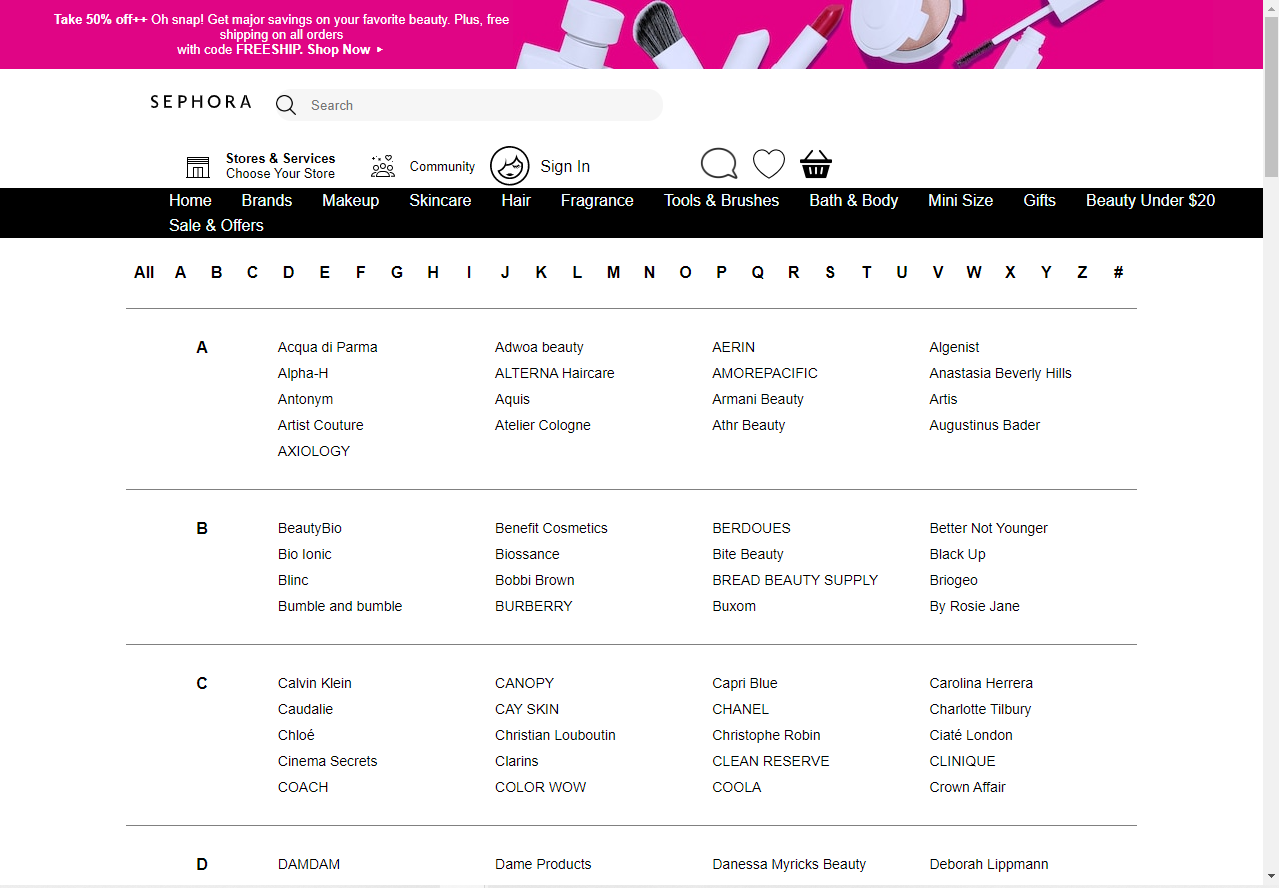 Take 50% off++ Oh snap! Get major savings on your favorite beauty. Plus, free
shipping on all orders
with code FREESHIP. Shop Now ▸
SEPHORA
Search
Stores & Services
Choose Your Store
Community
Sign In
Home Brands Makeup Skincare Hair Fragrance Tools & Brushes Bath & Body Mini Size Gifts Beauty Under $20
Sale & Offers
All A B C D E F G H I J K L M N O P Q R S T U V W X Y Z #
A Acqua di Parma Adwoa beauty AERIN Algenist
Alpha-H ALTERNA Haircare AMOREPACIFIC Anastasia Beverly Hills
Antonym Aquis Armani Beauty Artis
Artist Couture Atelier Cologne Athr Beauty Augustinus Bader
AXIOLOGY
B BeautyBio Benefit Cosmetics BERDOUES Better Not Younger
Bio Ionic Biossance Bite Beauty Black Up
Blinc Bobbi Brown BREAD BEAUTY SUPPLY Briogeo
Bumble and bumble BURBERRY Buxom By Rosie Jane
C Calvin Klein CANOPY Capri Blue Carolina Herrera
Caudalie CAY SKIN CHANEL Charlotte Tilbury
Chloé Christian Louboutin Christophe Robin Ciaté London
Cinema Secrets Clarins CLEAN RESERVE CLINIQUE
COACH COLOR WOW COOLA Crown Affair
D DAMDAM Dame Products Danessa Myricks Beauty Deborah Lippmann